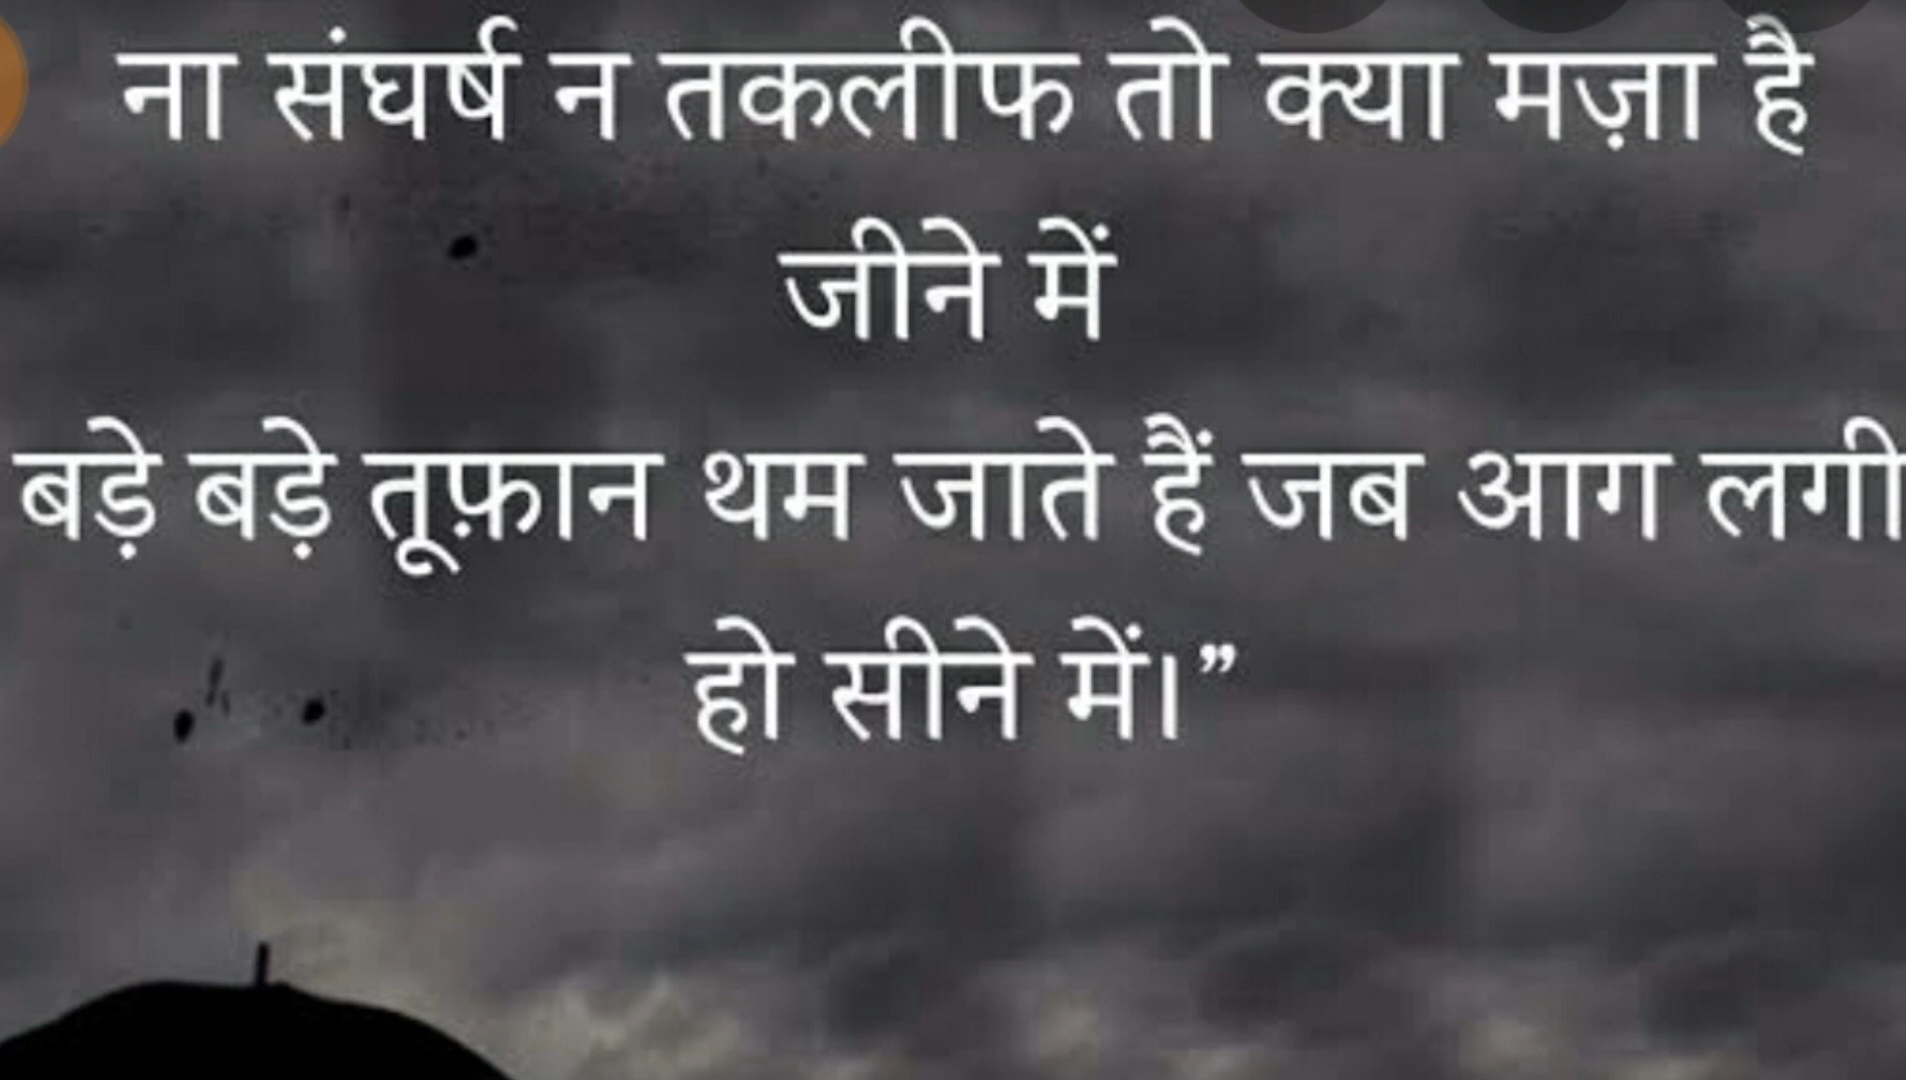 ना संघर्ष न तकलीफ तो क्या मज़ा है
जीने में
बड़े बड़े तूफ़ान थम जाते हैं जब आग लगी
हो सीने में।”